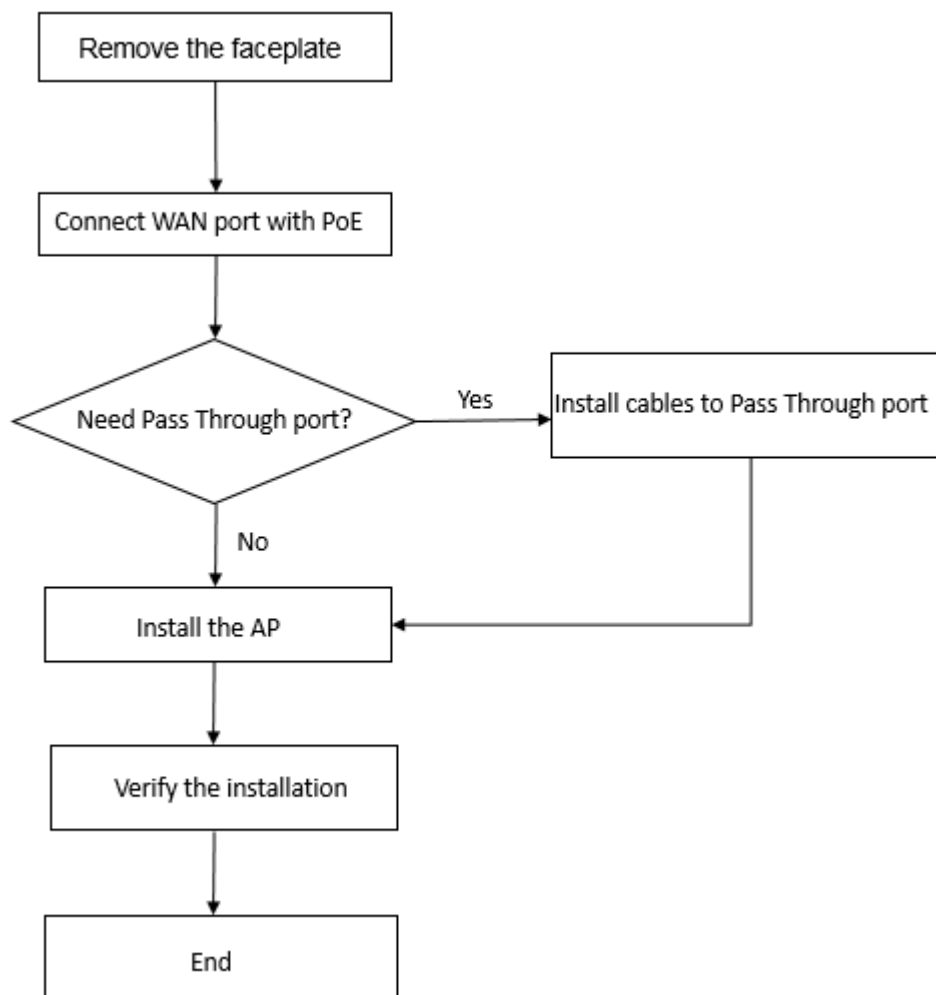 Remove the faceplate
Connect WAN port with PoE
Need Pass Through port?
Yes
Install cables to Pass Through port
No
Install the AP
Verify the installation
End